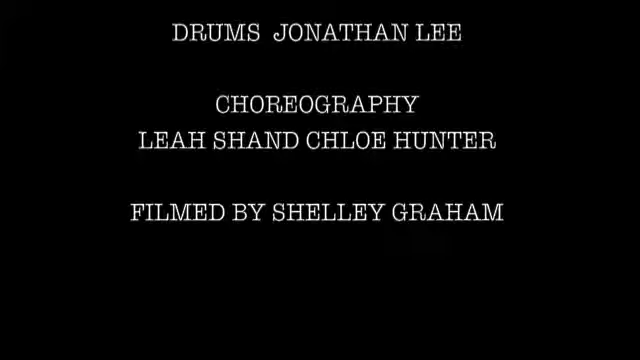 DRUMS JONATHAN LEE
CHOREOGRAPHY
LEAH SHAND CHLOE HUNTER
FILMED BY SHELLEY GRAHAM